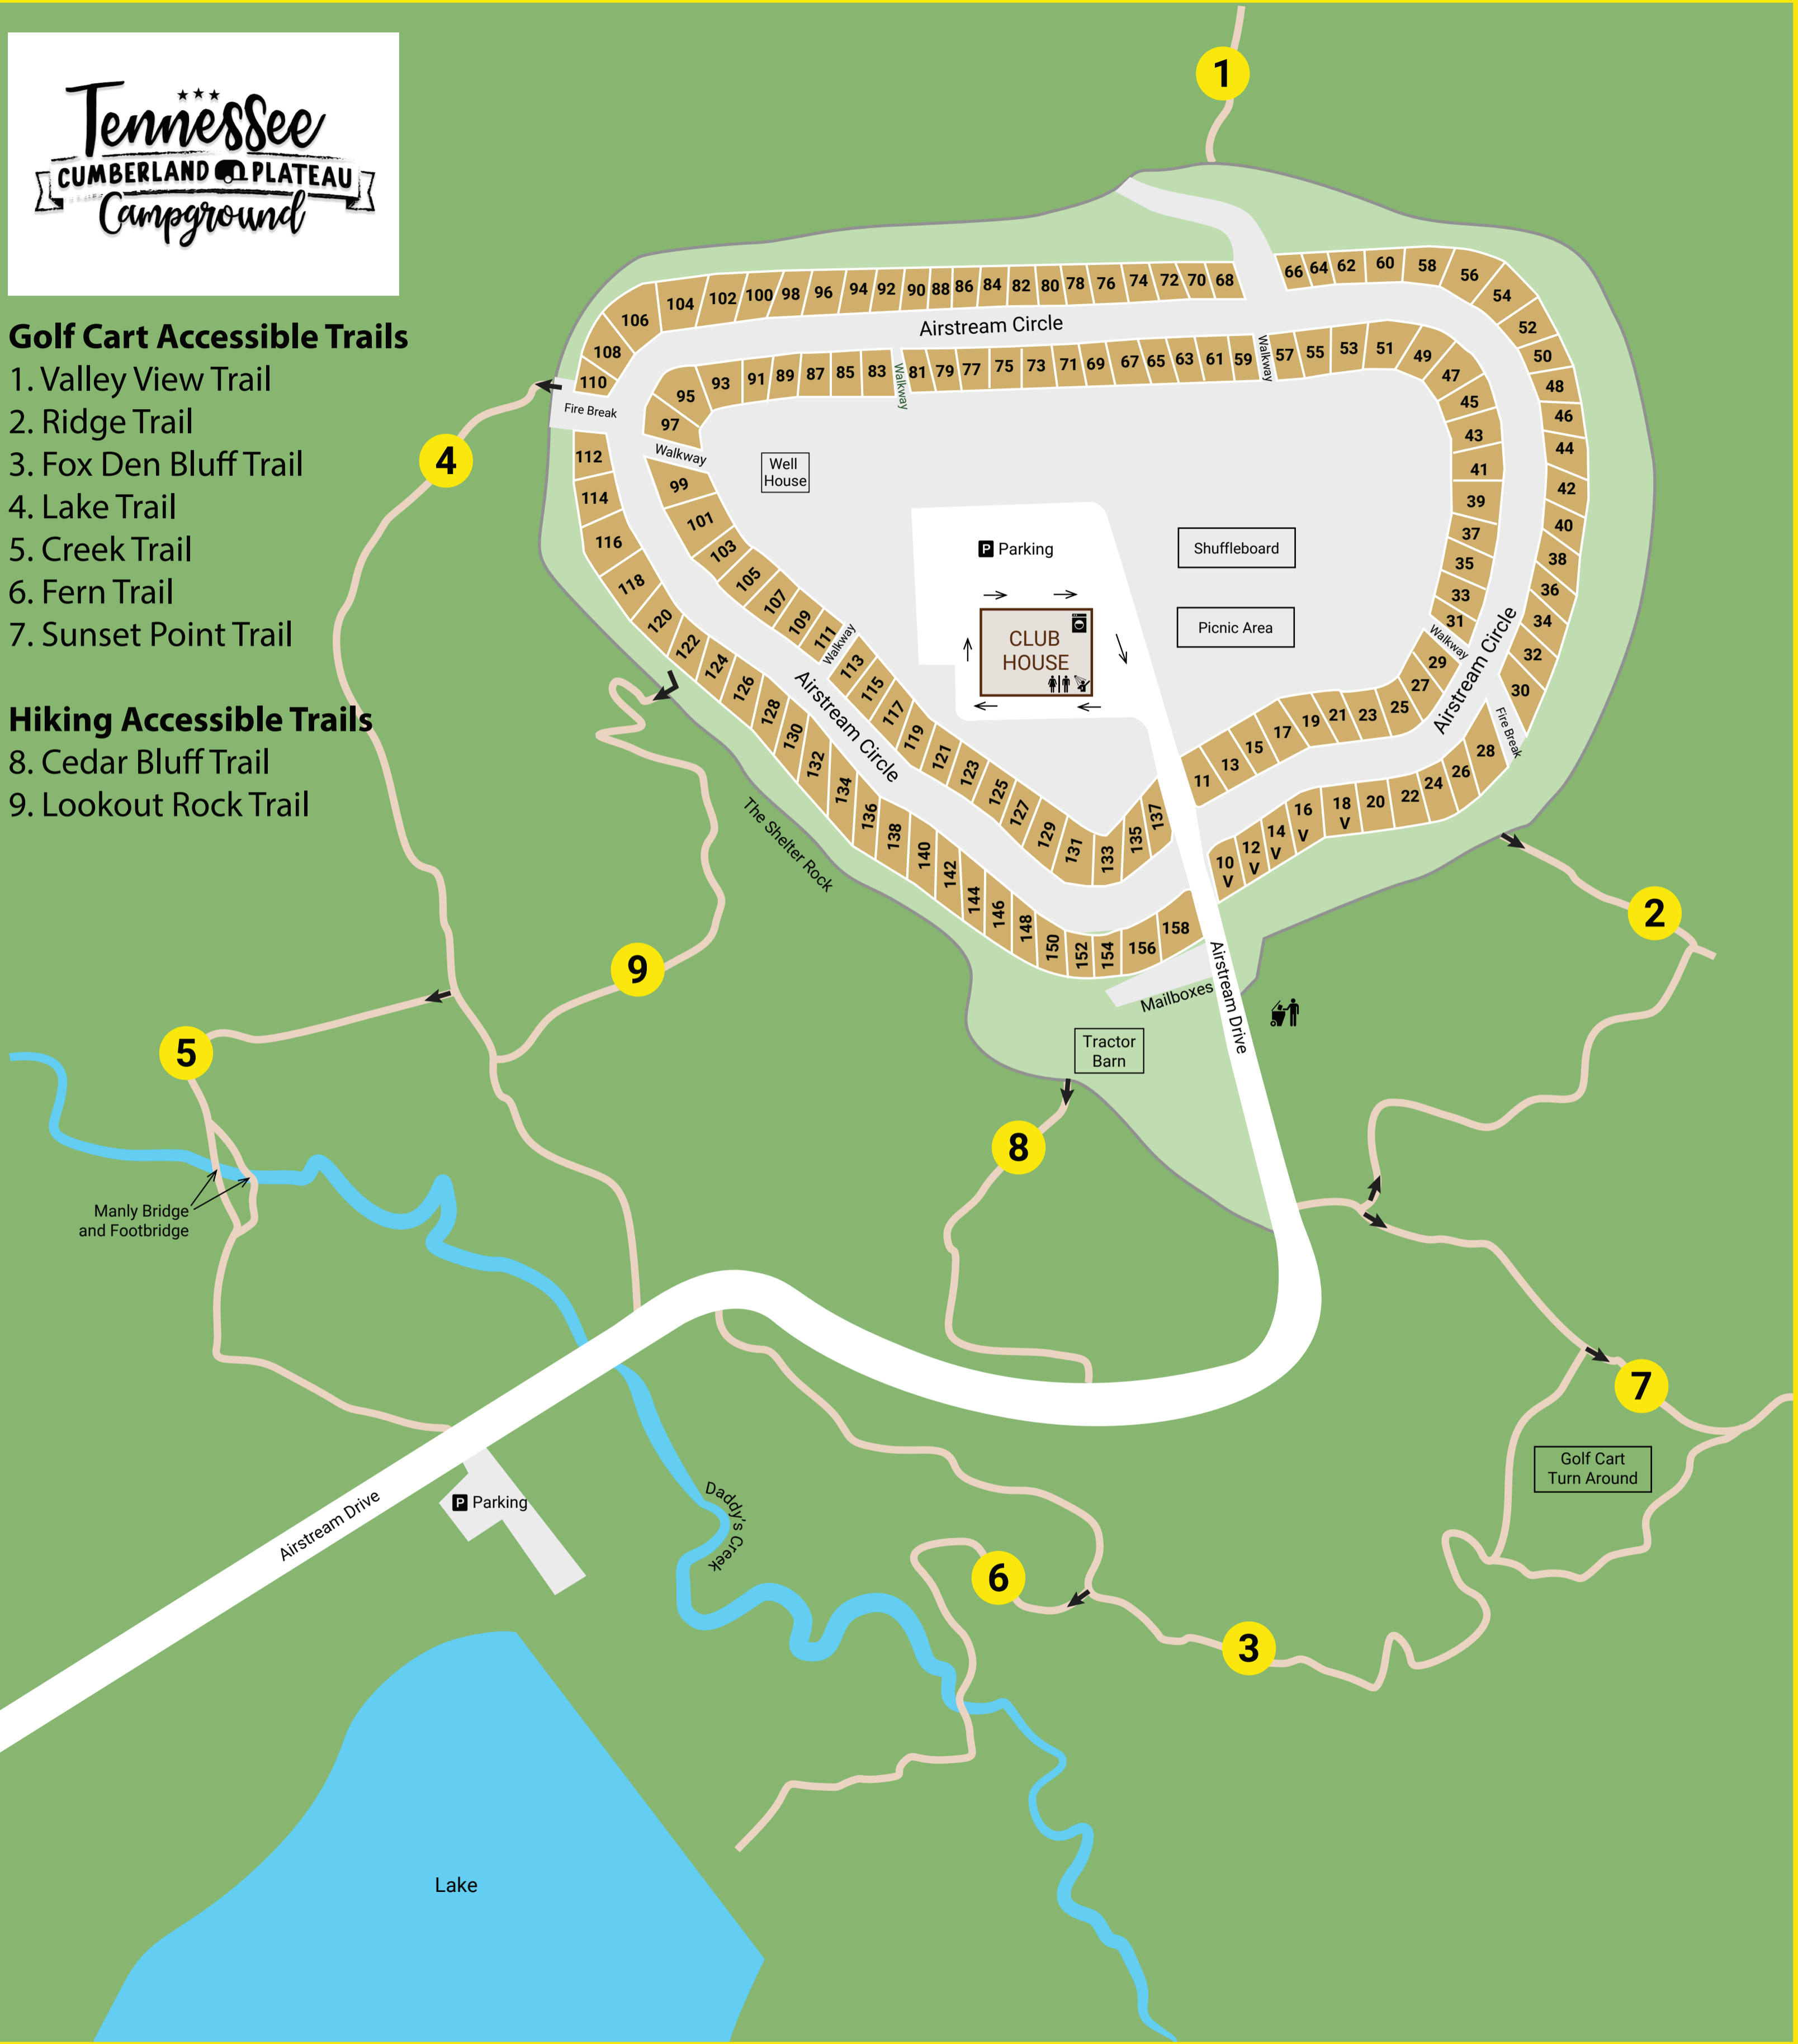 Tennessee
CUMBERLAND PLATEAU
Campground
Golf Cart Accessible Trails
1. Valley View Trail
2. Ridge Trail
3. Fox Den Bluff Trail
4. Lake Trail
5. Creek Trail
6. Fern Trail
7. Sunset Point Trail
Hiking Accessible Trails
8. Cedar Bluff Trail
9. Lookout Rock Trail
1
106 104 102 100 98 96 94 92 90 88 86 84 82 80 78 76 74 72 70 68
66 64 62 60 58 56 54 52 50 48 46 44 42 40 38 36 34 32 30
Airstream Circle
108
110
Fire Break
4
97 95 93 91 89 87 85 83
Walkway
81 79 77 75 73 71 69 67 65 63 61 59
Walkway
57 55 53 51 49 47 45 43 41 39 37 35 33 31
Walkway
29 27 25 23 21 19 17 15 13 11
Airstream Circle
Fire Break
28 26 24 22 20
18 V
16 V
14 V
12 V
10 V
Walkway
Well
House
P Parking
Shuffleboard
Picnic Area
CLUB
HOUSE
99 101 103 105 107 109 111
Walkway
113 115 117 119 121 123 125 127 129 131 133 135 137
Airstream Circle
112 114 116 118 120 122 124 126 128 130 132 134 136 138 140 142 144 146 148 150 152 154 156 158
The Shelter Rock
2
9
Mailboxes
Airstream Drive
Tractor
Barn
5
8
Manly Bridge
and Footbridge
7
Golf Cart
Turn Around
P Parking
Airstream Drive
Daddy's Creek
6
3
Lake